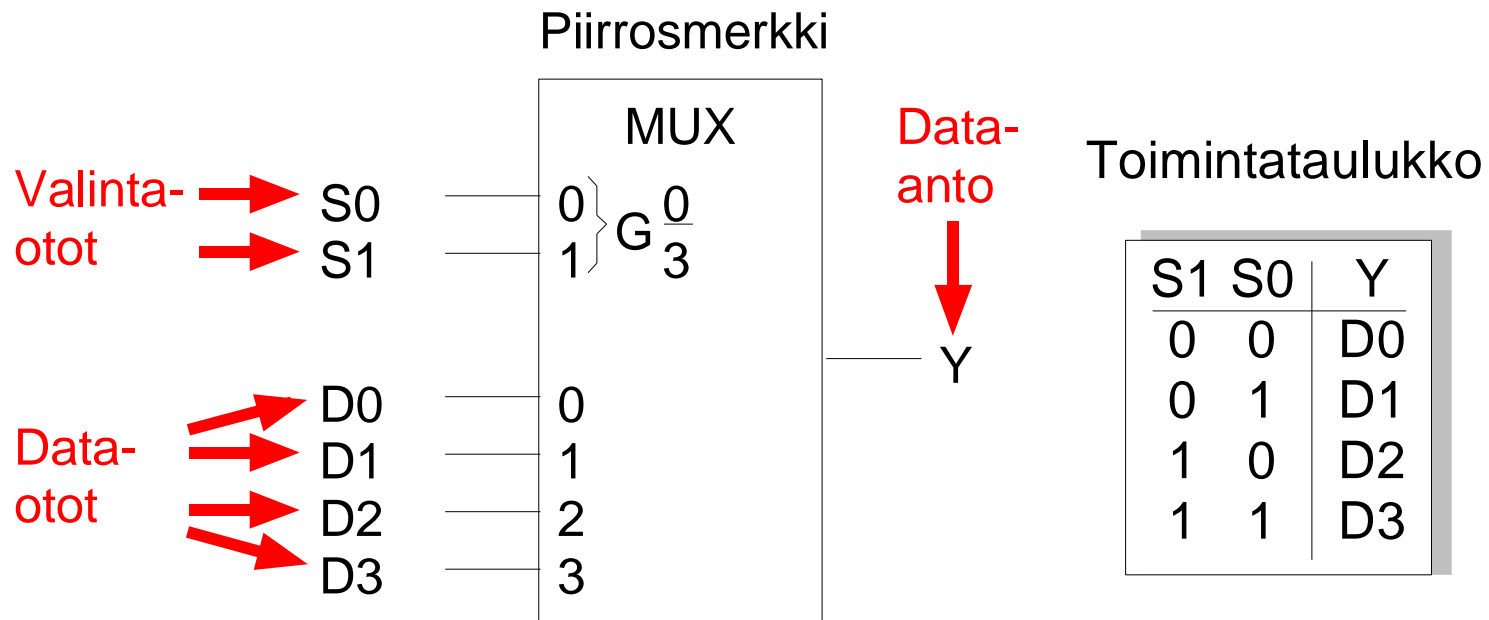 Piirrosmerkki
MUX
Data-
anto
Toimintataulukko
Valinta-
otot
S0 0
S1 1
G 0
3
Y
Data-
otot
D0 0
D1 1
D2 2
D3 3
S1 S0 Y
0 0 D0
0 1 D1
1 0 D2
1 1 D3